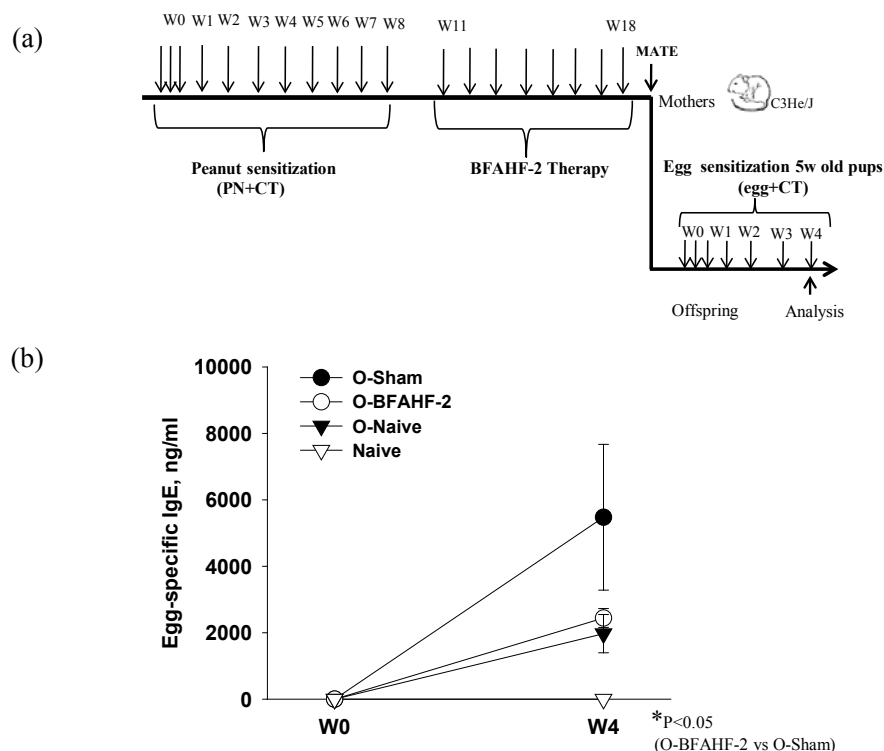 (a)
W0 W1 W2 W3 W4 W5 W6 W7 W8 W11 W18
MATE
Mothers C3He/J
Peanut sensitization
(PN+CT)
BFAHF-2 Therapy
Egg sensitization 5w old pups
(egg+CT)
W0 W1 W2 W3 W4
Offspring Analysis
(b)
Egg-specific IgE, ng/ml
10000
8000
6000
4000
2000
0
O-Sham
O-BFAHF-2
O-Naive
Naive
W0 W4
*P<0.05
(O-BFAHF-2 vs O-Sham)